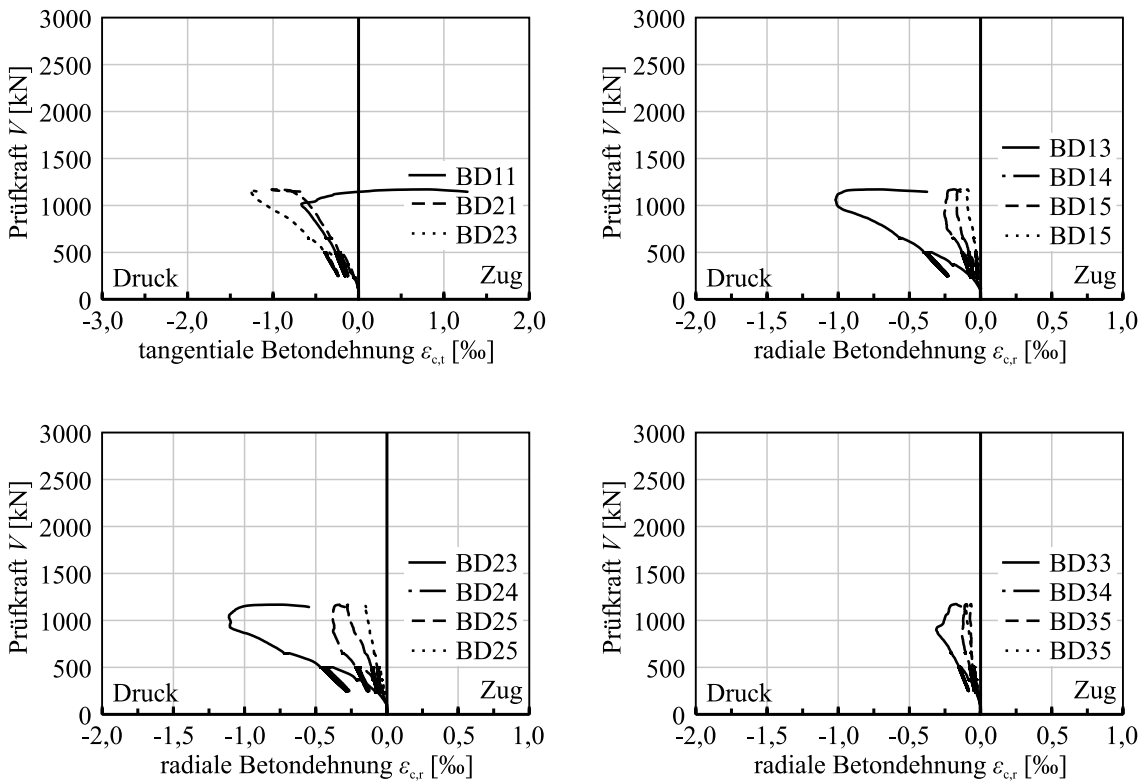 Prüfkraft V [kN]
3000
2500
2000
1500
1000
500
0
BD11
BD21
BD23
Druck
Zug
-3,0 -2,0 -1,0 0,0 1,0 2,0
tangentiale Betondehnung εc,t [‰]
Prüfkraft V [kN]
3000
2500
2000
1500
1000
500
0
BD13
BD14
BD15
BD15
Druck
Zug
-2,0 -1,5 -1,0 -0,5 0,0 0,5 1,0
radiale Betondehnung εc,r [‰]
Prüfkraft V [kN]
3000
2500
2000
1500
1000
500
0
BD23
BD24
BD25
BD25
Druck
Zug
-2,0 -1,5 -1,0 -0,5 0,0 0,5 1,0
radiale Betondehnung εc,r [‰]
Prüfkraft V [kN]
3000
2500
2000
1500
1000
500
0
BD33
BD34
BD35
BD35
Druck
Zug
-2,0 -1,5 -1,0 -0,5 0,0 0,5 1,0
radiale Betondehnung εc,r [‰]